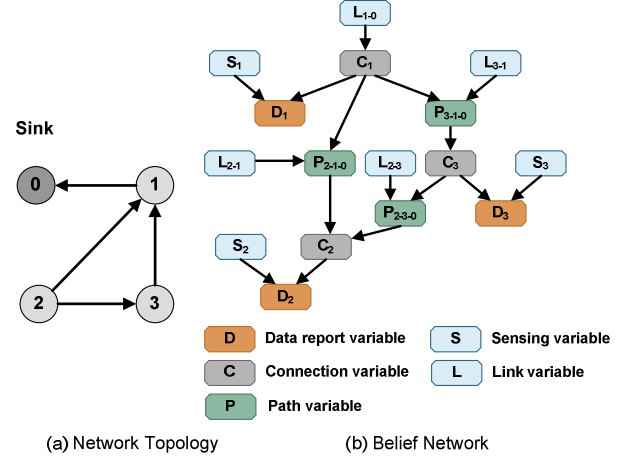 L1-0
S1
C1
L3-1
D1
P3-1-0
Sink
L2-1
P2-1-0
L2-3
C3
S3
0
1
P2-3-0
D3
S2
C2
2
3
D2
D Data report variable
S Sensing variable
C Connection variable
L Link variable
P Path variable
(a) Network Topology
(b) Belief Network